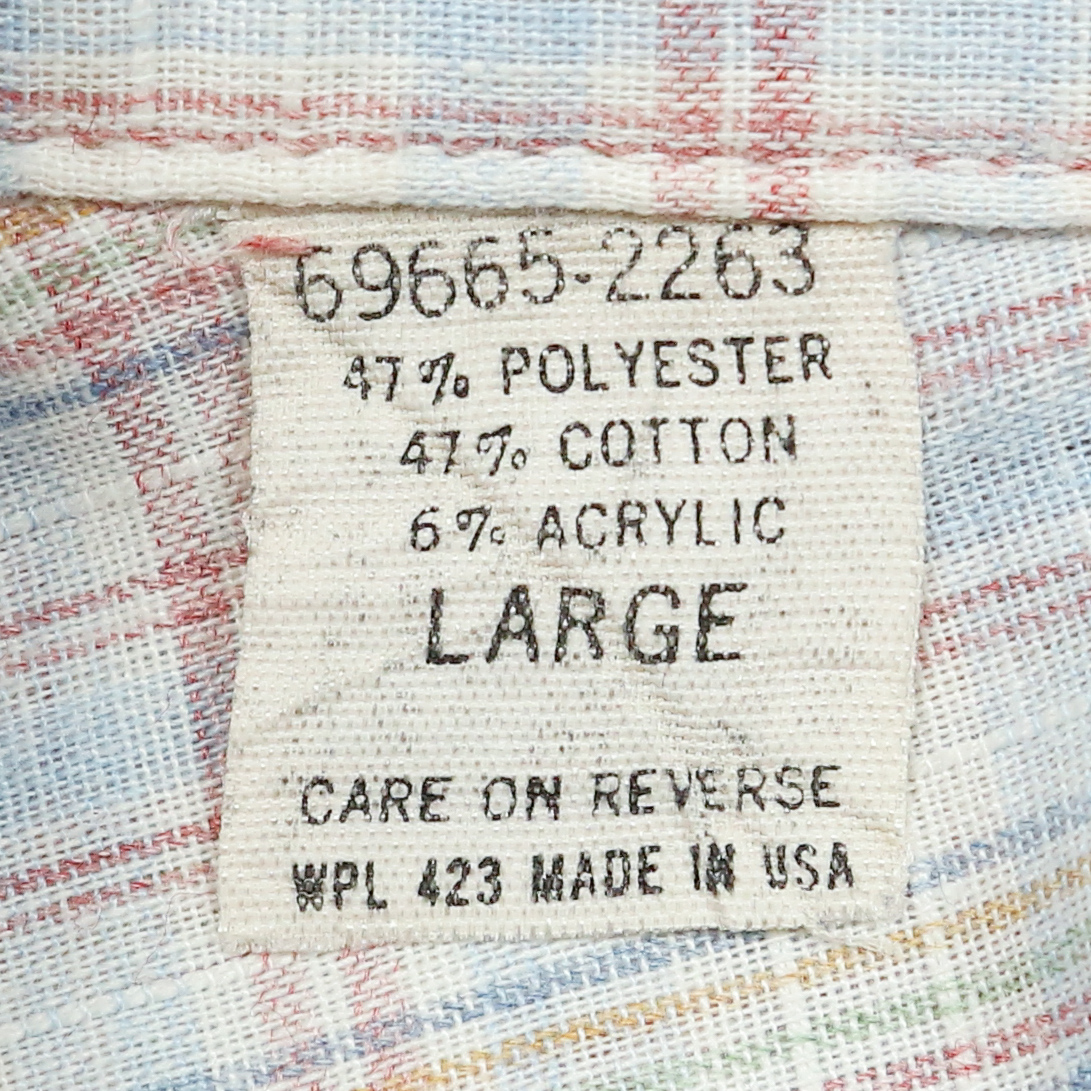 69665-2263
47% POLYESTER
47% COTTON
6% ACRYLIC
LARGE
CARE ON REVERSE
WPL 423 MADE IN USA